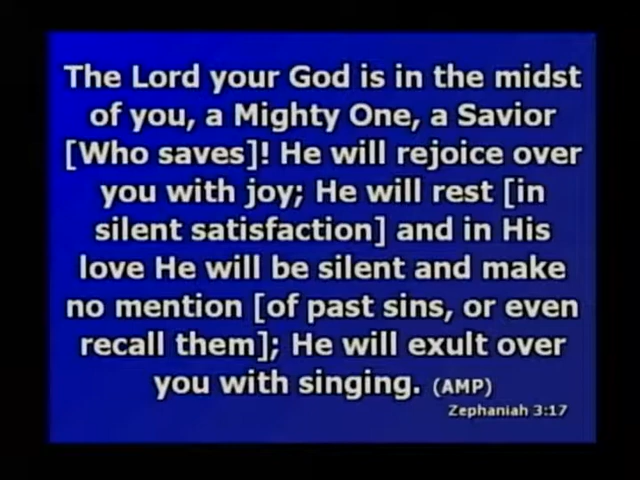 The Lord your God is in the midst
of you, a Mighty One, a Savior
[Who saves]! He will rejoice over
you with joy; He will rest [in
silent satisfaction] and in His
love He will be silent and make
no mention [of past sins, or even
recall them]; He will exult over
you with singing. (AMP)
Zephaniah 3:17